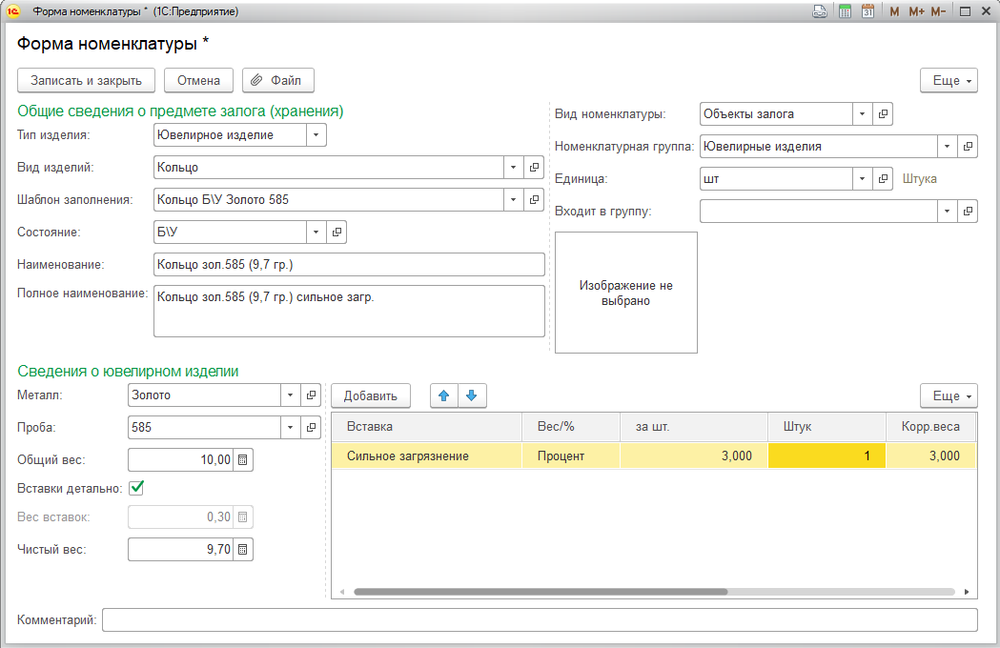 Форма номенклатуры * (1С:Предприятие)
M M+ M-
Форма номенклатуры *
Записать и закрыть Отмена Файл Еще
Общие сведения о предмете залога (хранения)
Тип изделия: Ювелирное изделие
Вид изделий: Кольцо
Шаблон заполнения: Кольцо Б\У Золото 585
Состояние: Б\У
Наименование: Кольцо зол.585 (9,7 гр.)
Полное наименование: Кольцо зол.585 (9,7 гр.) сильное загр.
Вид номенклатуры: Объекты залога
Номенклатурная группа: Ювелирные изделия
Единица: шт Штука
Входит в группу:
Изображение не
выбрано
Сведения о ювелирном изделии
Металл: Золото
Проба: 585
Общий вес: 10,00
Вставки детально:
Вес вставок: 0,30
Чистый вес: 9,70
Добавить Еще
Вставка Вес/% за шт. Штук Корр.веса
Сильное загрязнение Процент 3,000 1 3,000
Комментарий: